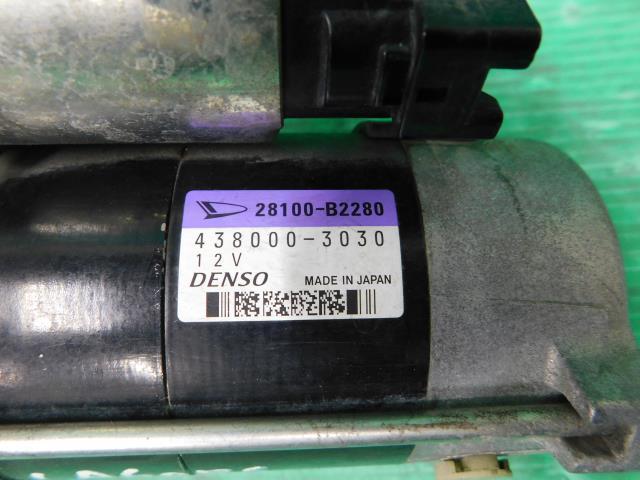 28100-B2280
438000-3030
12V
DENSO MADE IN JAPAN